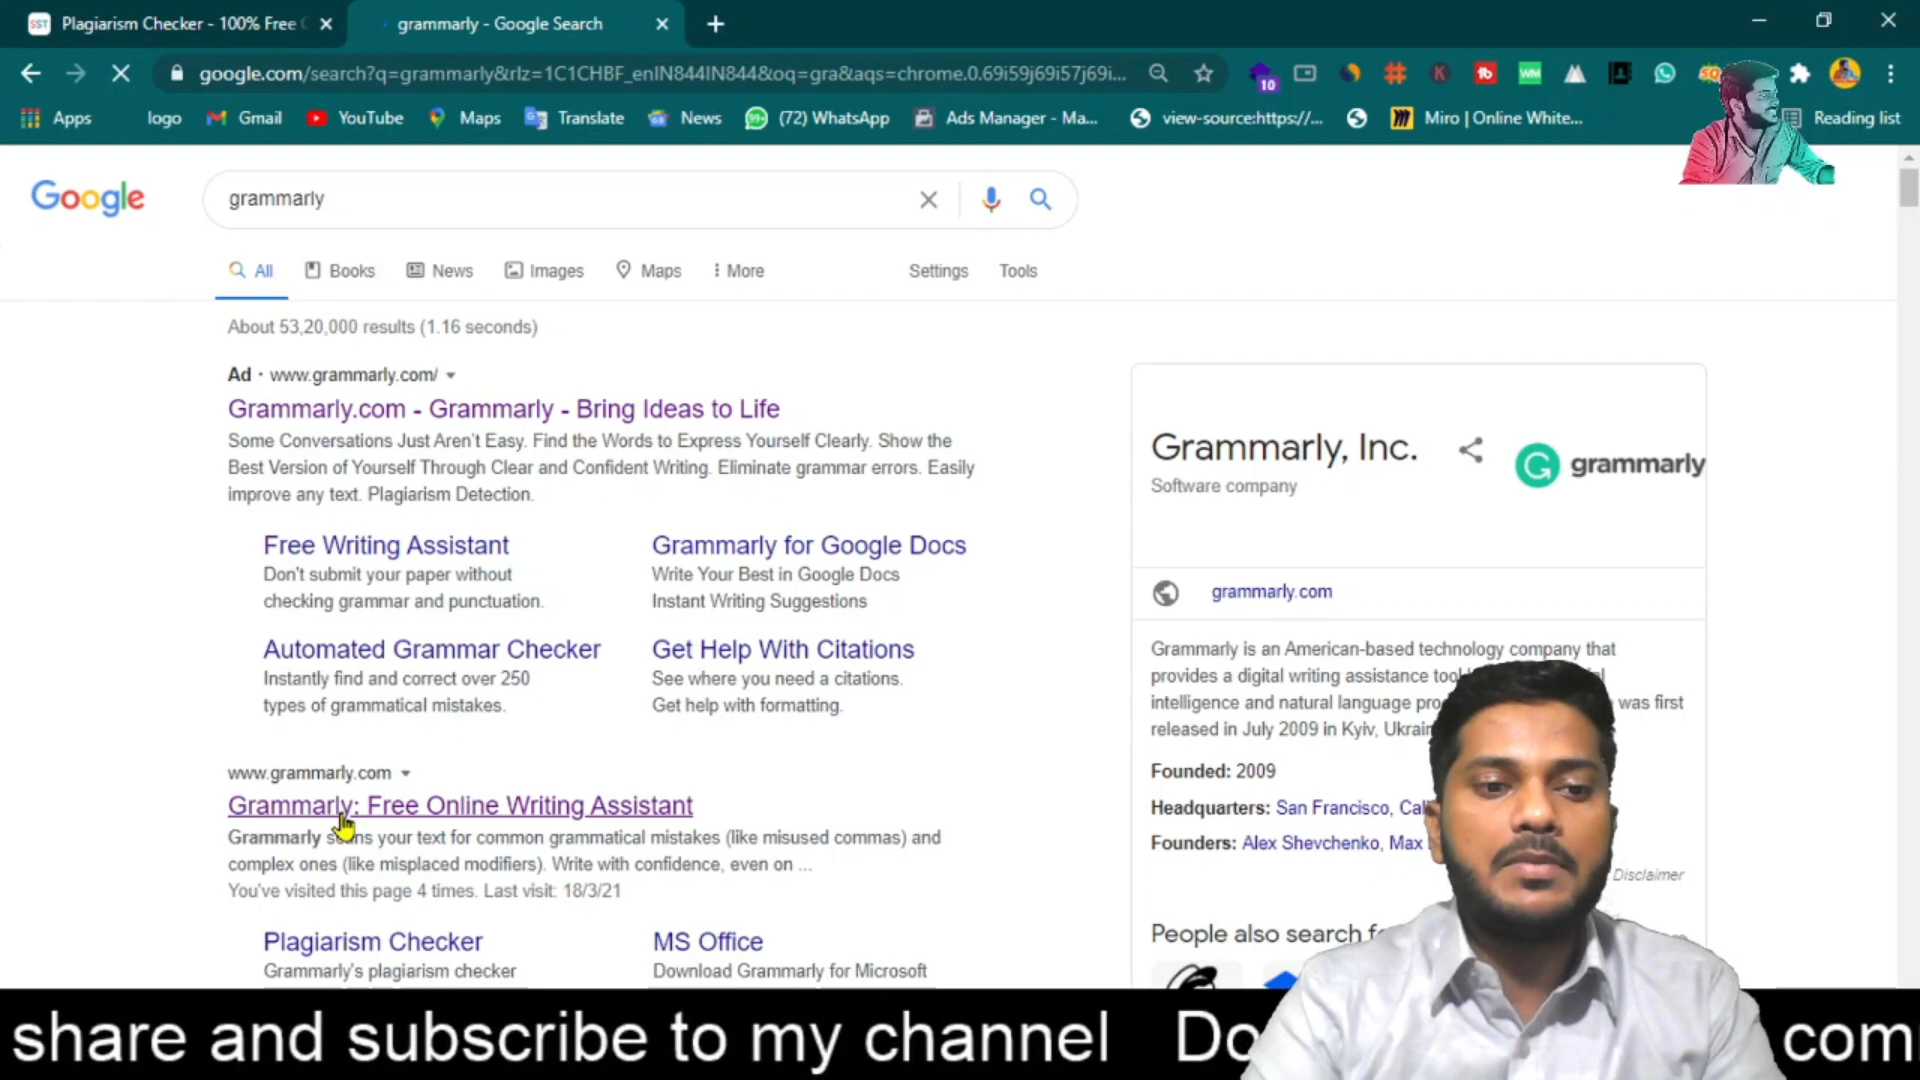 Plagiarism Checker - 100% Free
grammarly - Google Search
google.com/search?q=grammarly&rlz=1C1CHBF_enIN844IN844&oq=gra&aqs=chrome.0.69i59j69i57j69i...
10
Apps
logo
Gmail
YouTube
Maps
Translate
News
(72) WhatsApp
Ads Manager - Ma...
view-source:https://...
Miro | Online White...
Reading list
Google
grammarly
All
Books
News
Images
Maps
More
Settings
Tools
About 53,20,000 results (1.16 seconds)
Ad · www.grammarly.com/
Grammarly.com - Grammarly - Bring Ideas to Life
Some Conversations Just Aren't Easy. Find the Words to Express Yourself Clearly. Show the
Best Version of Yourself Through Clear and Confident Writing. Eliminate grammar errors. Easily
improve any text. Plagiarism Detection.
Free Writing Assistant
Don't submit your paper without
checking grammar and punctuation.
Grammarly for Google Docs
Write Your Best in Google Docs
Instant Writing Suggestions
Automated Grammar Checker
Instantly find and correct over 250
types of grammatical mistakes.
Get Help With Citations
See where you need a citations.
Get help with formatting.
www.grammarly.com
Grammarly: Free Online Writing Assistant
Grammarly your text for common grammatical mistakes (like misused commas) and
complex ones (like misplaced modifiers). Write with confidence, even on ...
You've visited this page 4 times. Last visit: 18/3/21
Plagiarism Checker
Grammarly's plagiarism checker
MS Office
Download Grammarly for Microsoft
Grammarly, Inc.
Software company
grammarly
grammarly.com
Grammarly is an American-based technology company that
provides a digital writing assistance
intelligence and natural language was first
released in July 2009 in Kyiv,
Founded: 2009
Headquarters: San Francisco,
Founders: Alex Shevchenko, Max
Disclaimer
People also search
share and subscribe to my channel